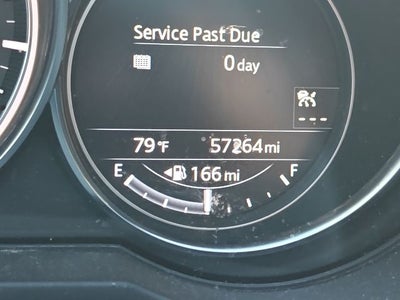 Service Past Due
0 day
---
79°F 57264 mi
E 166 mi F